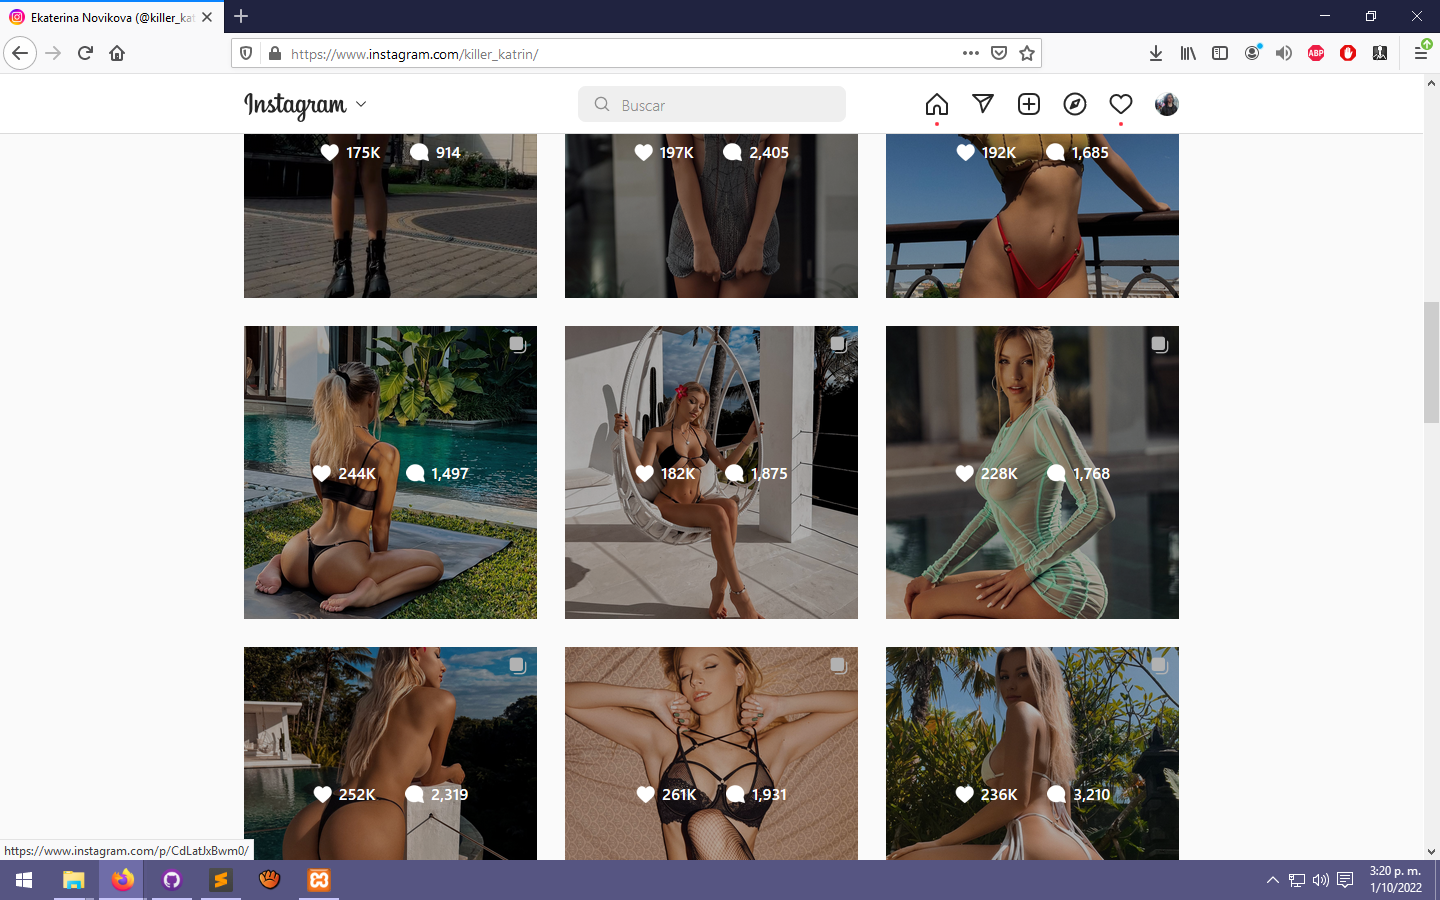 Ekaterina Novikova (@killer_kat
https://www.instagram.com/killer_katrin/
ABP
Instagram
Buscar
175K 914
197K 2,405
192K 1,685
244K 1,497
182K 1,875
228K 1,768
252K 2,319
261K 1,931
236K 3,210
https://www.instagram.com/p/CdLatJxBwm0/
3:20 p. m.
1/10/2022